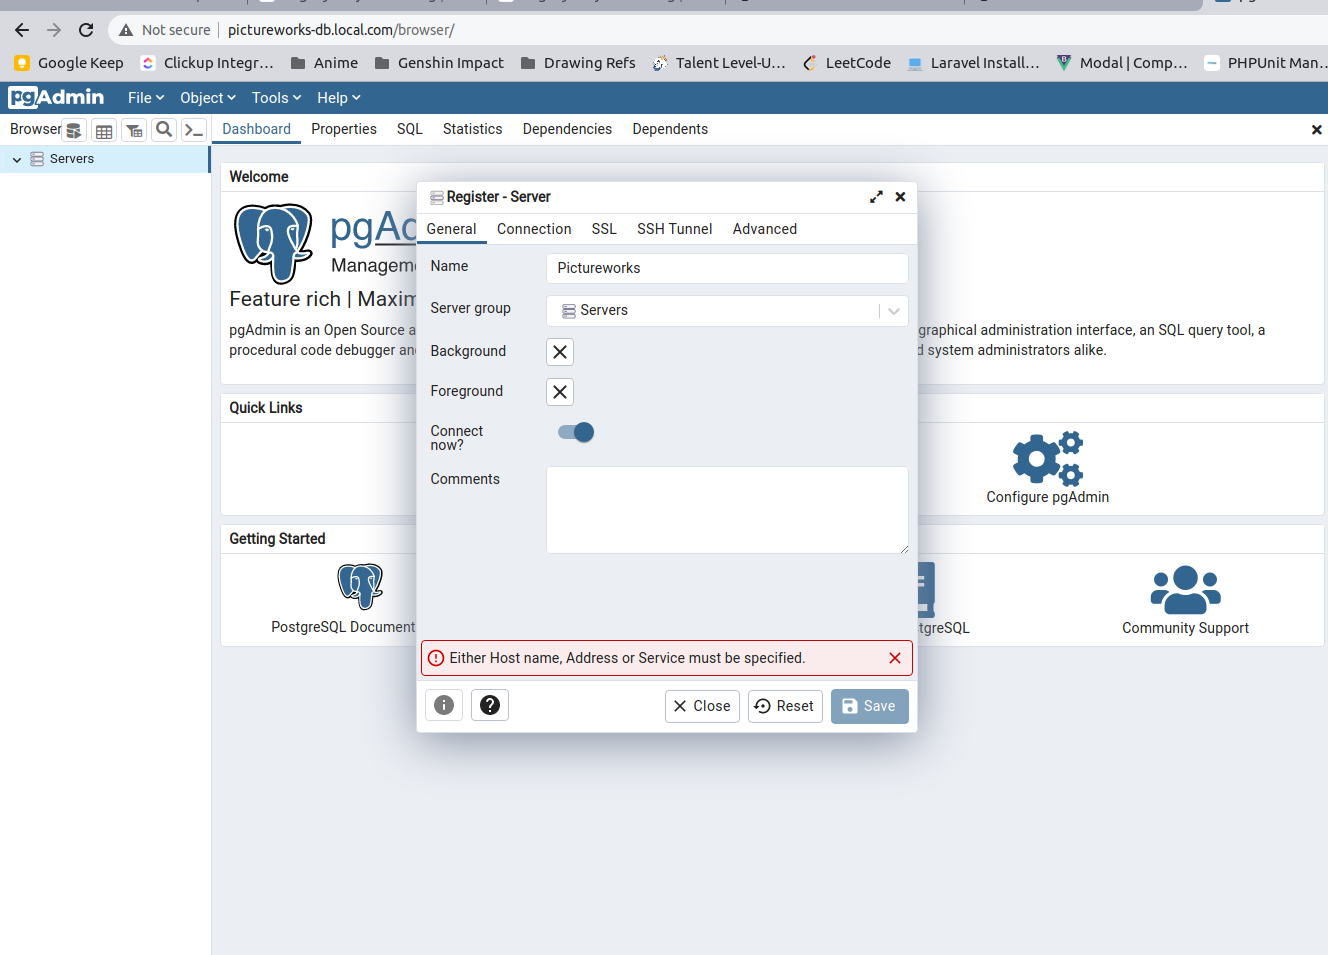 Not secure
pictureworks-db.local.com/browser/
Google Keep
Clickup Integr…
Anime
Genshin Impact
Drawing Refs
Talent Level-U…
LeetCode
Laravel Install…
Modal | Comp…
PHPUnit Man…
pgAdmin
File
Object
Tools
Help
Browser
Dashboard
Properties
SQL
Statistics
Dependencies
Dependents
Servers
Welcome
pgAd
Managem
Feature rich | Maxim
pgAdmin is an Open Source a
graphical administration interface, an SQL query tool, a
procedural code debugger an
d system administrators alike.
Quick Links
Configure pgAdmin
Getting Started
PostgreSQL Document
tgreSQL
Community Support
Register - Server
General
Connection
SSL
SSH Tunnel
Advanced
Name
Pictureworks
Server group
Servers
Background
Foreground
Connect
now?
Comments
Either Host name, Address or Service must be specified.
Close
Reset
Save